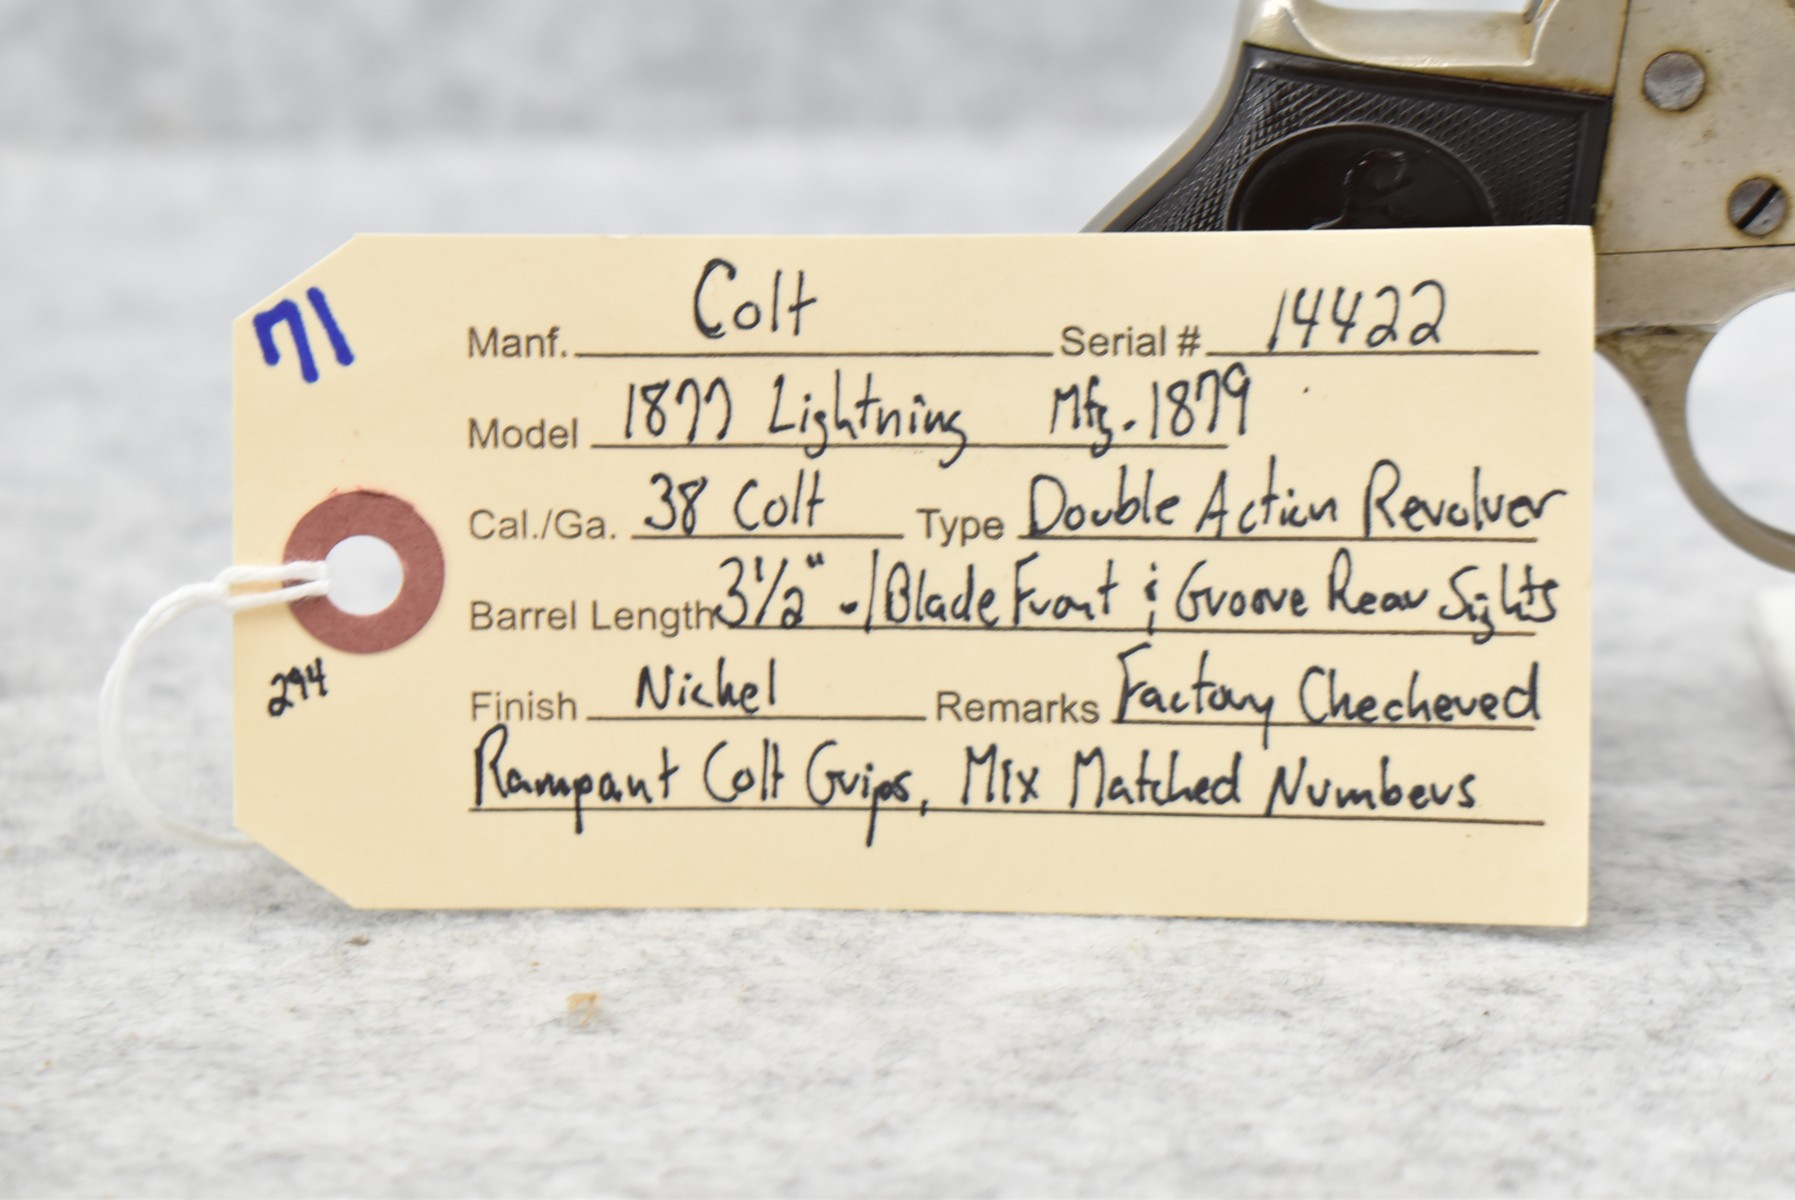 71
Manf. Colt Serial # 14422
Model 1877 Lightning Mfg. 1879
Cal./Ga. 38 Colt Type Double Action Revolver
Barrel Length 3 1/2" w/ Blade Front & Groove Rear Sights
Finish Nickel Remarks Factory Checkered
Rampant Colt Grips, Mix Matched Numbers
294